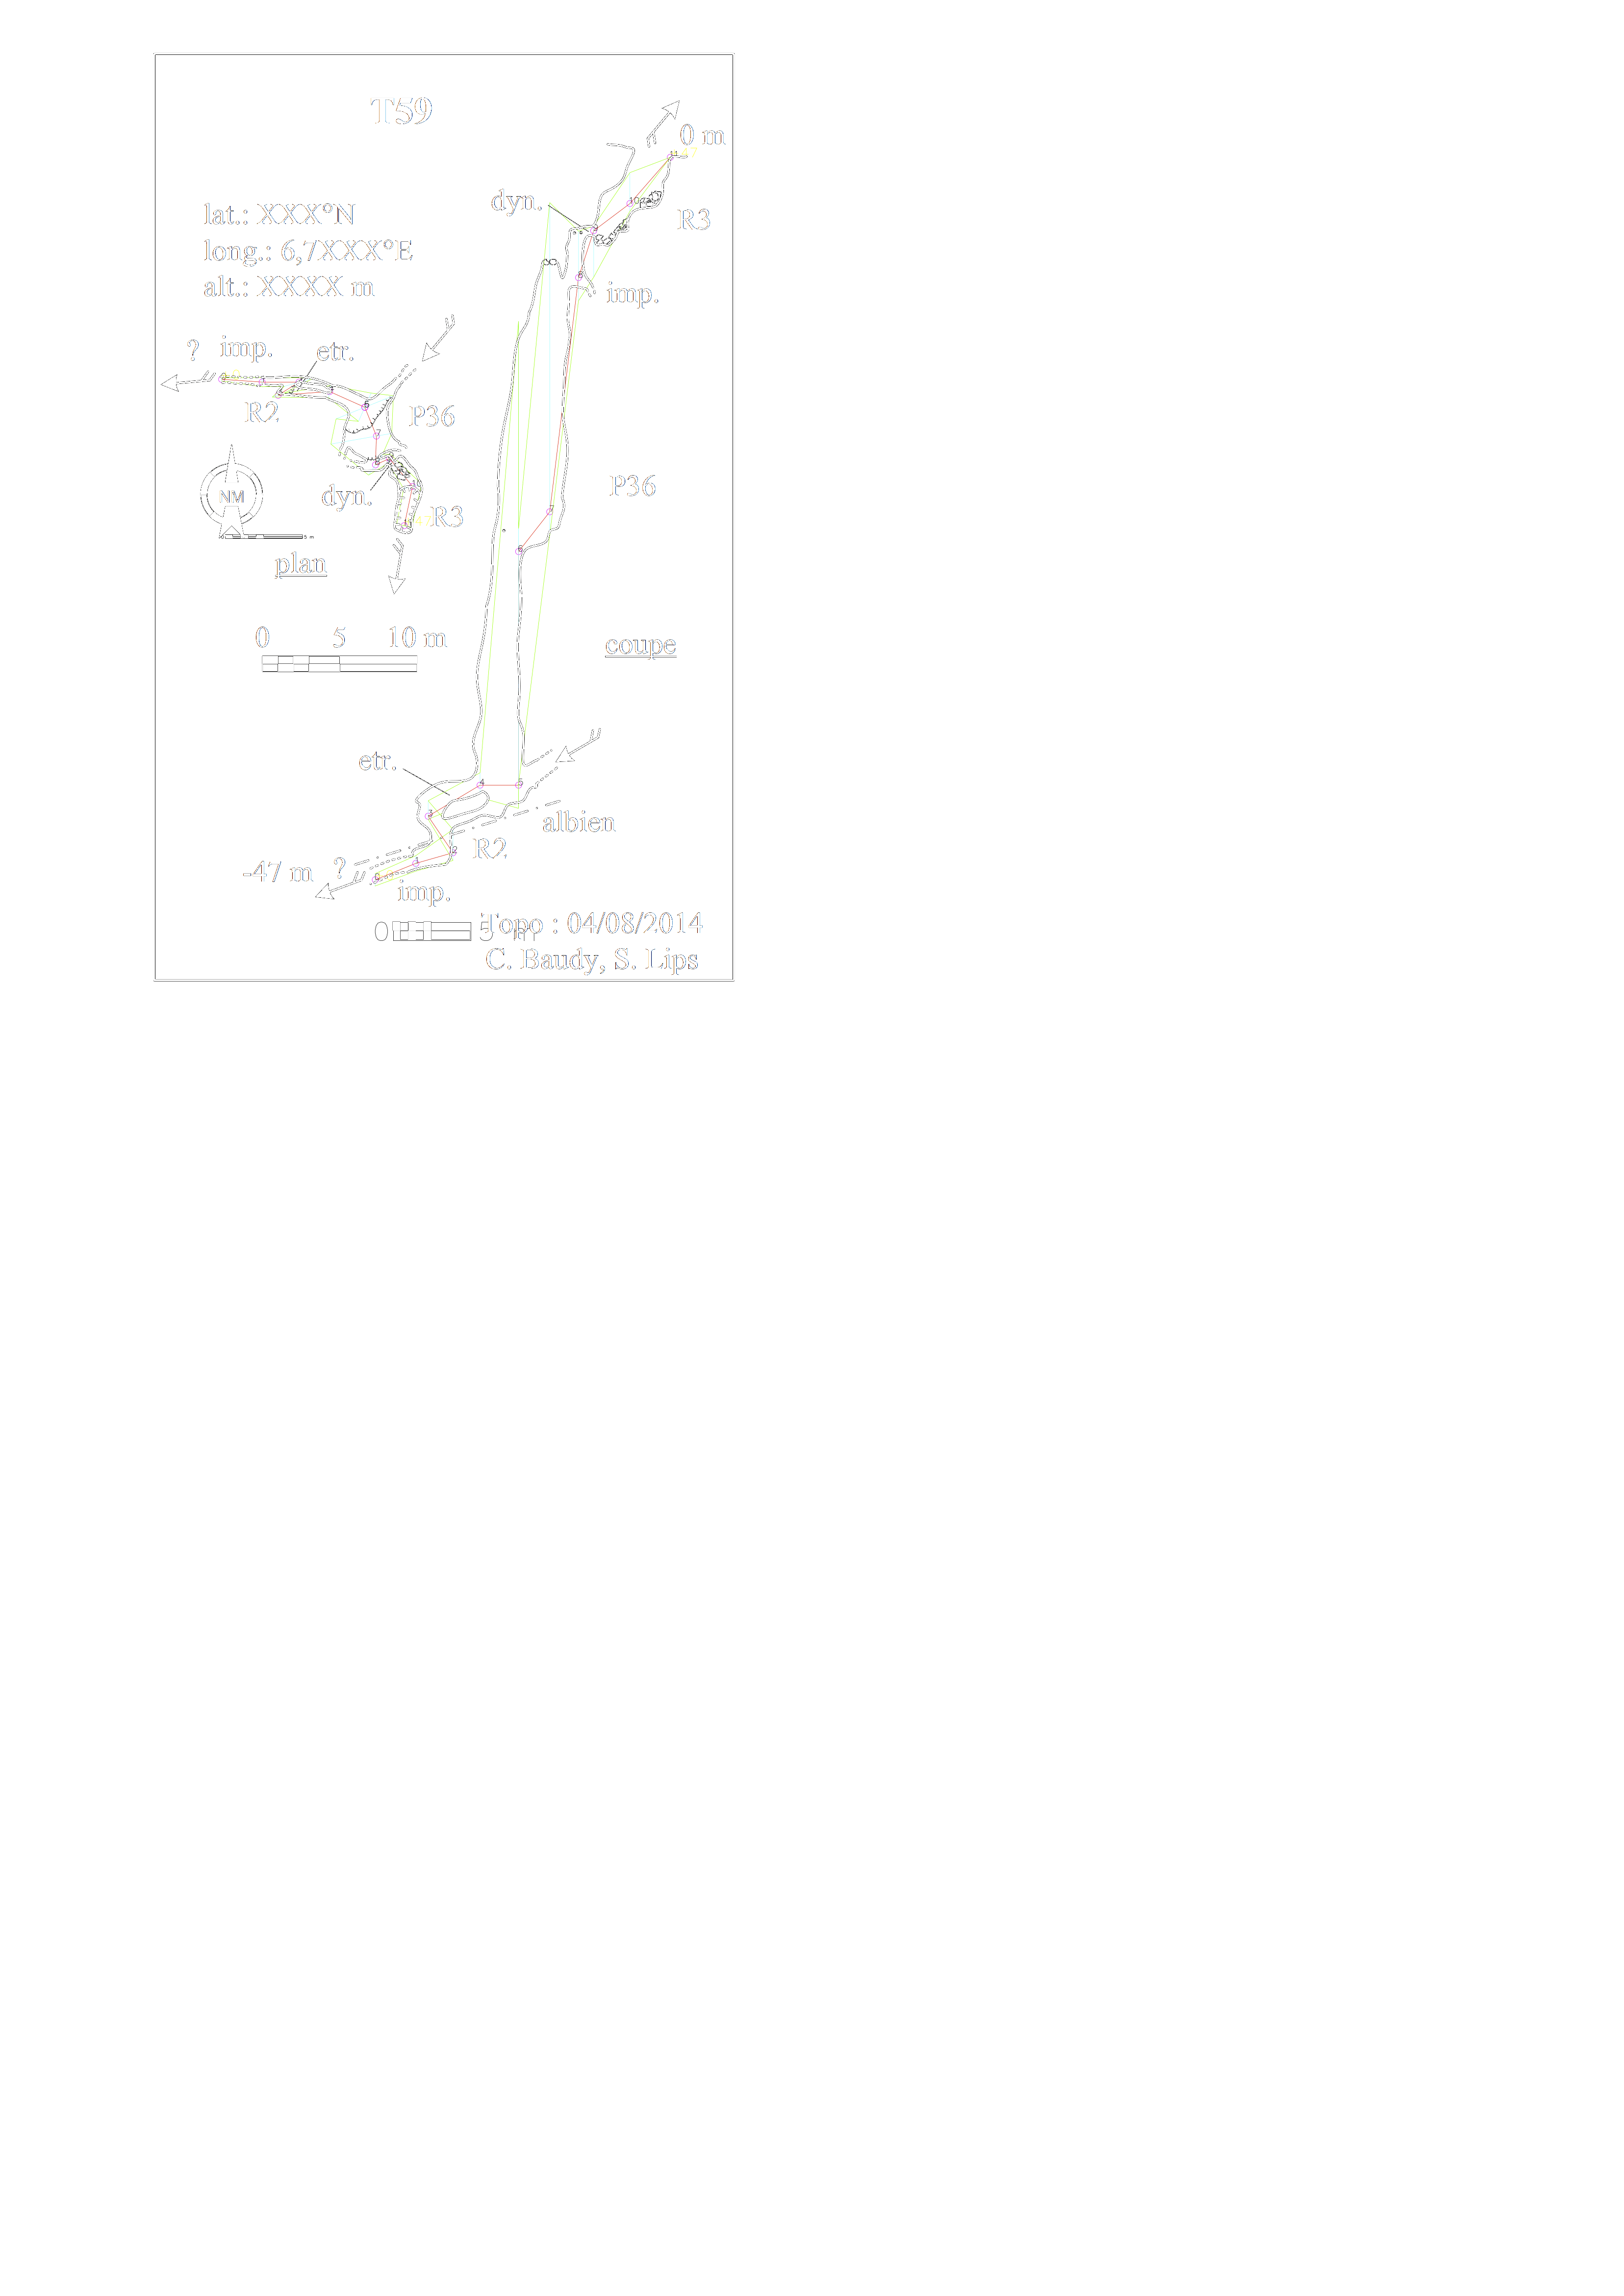 T59
0 m
dyn.
R3
lat.: XXX°N
long.: 6,7XXX°E
alt.: XXXX m
imp.
? imp.
etr.
R2
P36
P36
NM
dyn.
R3
plan
0 5 10 m
coupe
etr.
albien
R2
-47 m ?
imp.
0 5 m
Topo : 04/08/2014
C. Baudy, S. Lips